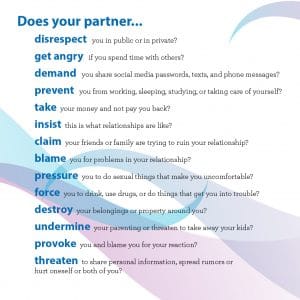 Does your partner...
disrespect you in public or in private?
get angry if you spend time with others?
demand you share social media passwords, texts, and phone messages?
prevent you from working, sleeping, studying, or taking care of yourself?
take your money and not pay you back?
insist this is what relationships are like?
claim your friends or family are trying to ruin your relationship?
blame you for problems in your relationship?
pressure you to do sexual things that make you uncomfortable?
force you to drink, use drugs, or do things that get you into trouble?
destroy your belongings or property around you?
undermine your parenting or threaten to take away your kids?
provoke you and blame you for your reaction?
threaten to share personal information, spread rumors or
hurt oneself or both of you?